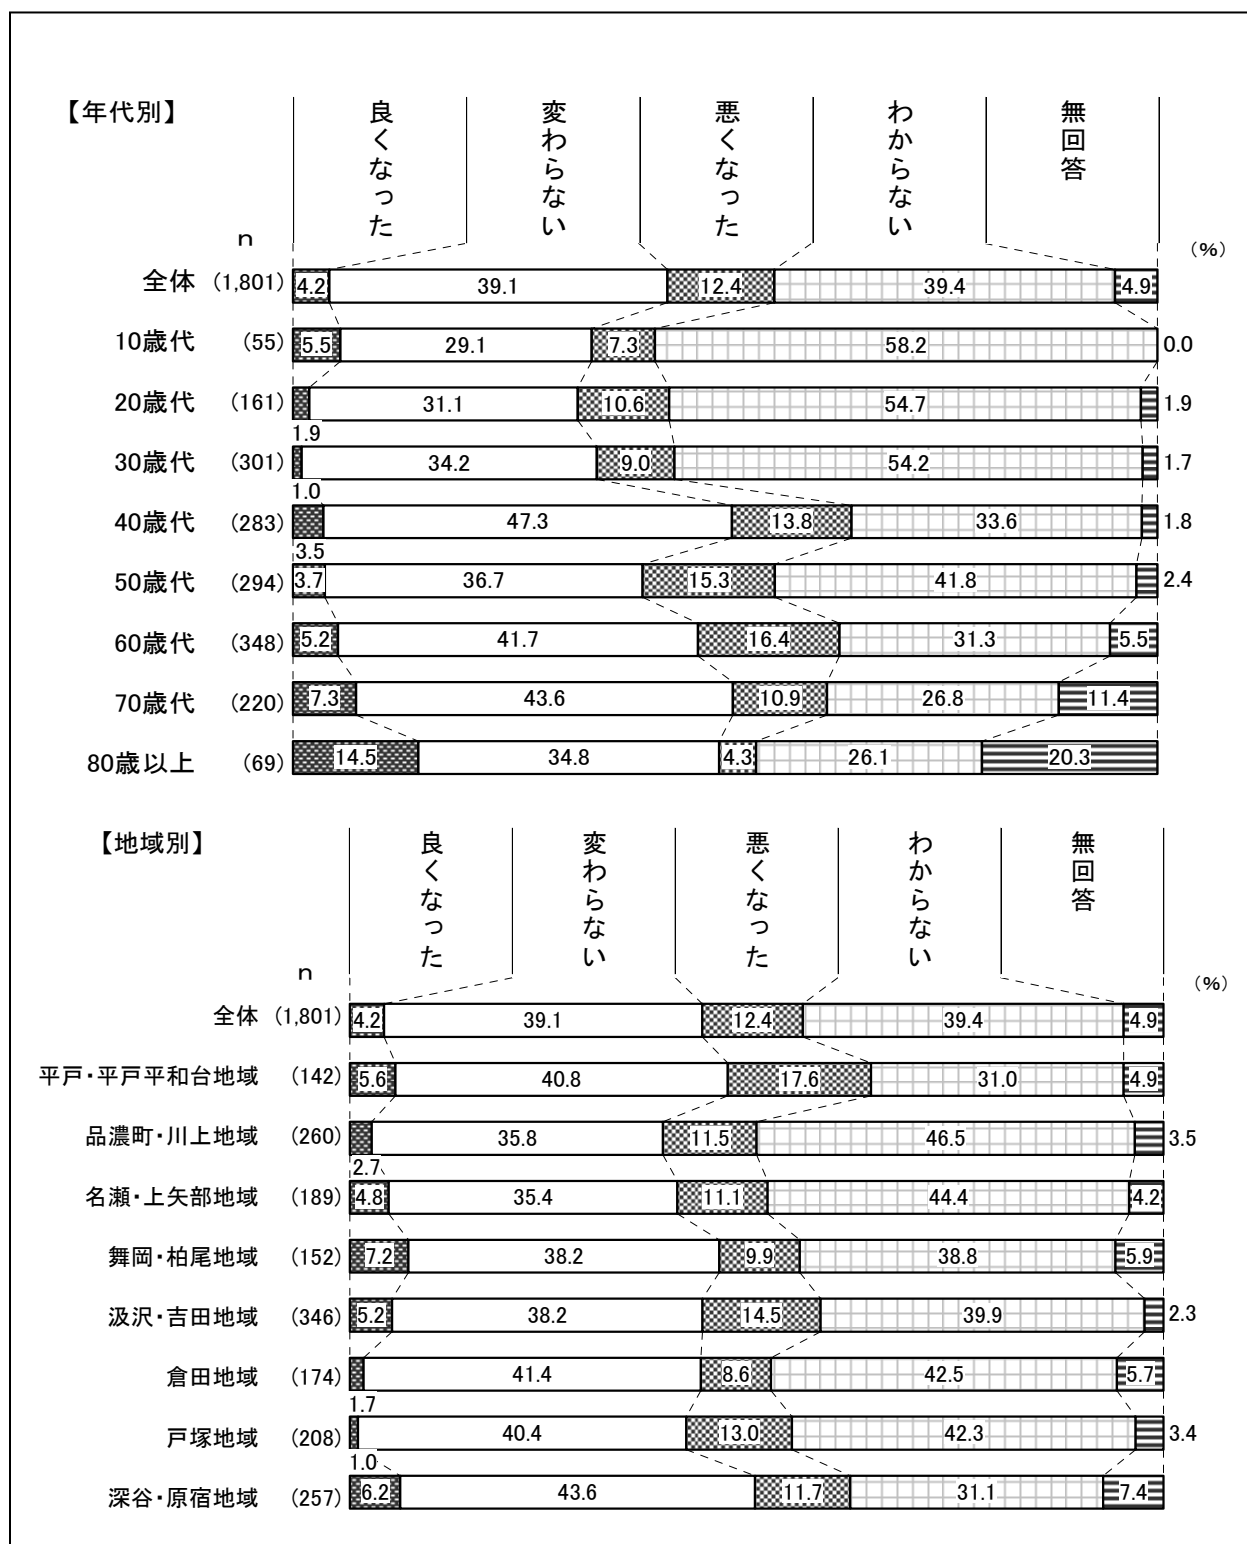 【年代別】
良くなった
変わらない
悪くなった
わからない
無回答
n
(%)
全体 (1,801) 4.2 39.1 12.4 39.4 4.9
10歳代 (55) 5.5 29.1 7.3 58.2 0.0
20歳代 (161) 1.9 31.1 10.6 54.7 1.9
30歳代 (301) 1.0 34.2 9.0 54.2 1.7
40歳代 (283) 3.5 47.3 13.8 33.6 1.8
50歳代 (294) 3.7 36.7 15.3 41.8 2.4
60歳代 (348) 5.2 41.7 16.4 31.3 5.5
70歳代 (220) 7.3 43.6 10.9 26.8 11.4
80歳以上 (69) 14.5 34.8 4.3 26.1 20.3
【地域別】
良くなった
変わらない
悪くなった
わからない
無回答
n
(%)
全体 (1,801) 4.2 39.1 12.4 39.4 4.9
平戸・平戸平和台地域 (142) 5.6 40.8 17.6 31.0 4.9
品濃町・川上地域 (260) 2.7 35.8 11.5 46.5 3.5
名瀬・上矢部地域 (189) 4.8 35.4 11.1 44.4 4.2
舞岡・柏尾地域 (152) 7.2 38.2 9.9 38.8 5.9
汲沢・吉田地域 (346) 5.2 38.2 14.5 39.9 2.3
倉田地域 (174) 1.7 41.4 8.6 42.5 5.7
戸塚地域 (208) 1.0 40.4 13.0 42.3 3.4
深谷・原宿地域 (257) 6.2 43.6 11.7 31.1 7.4